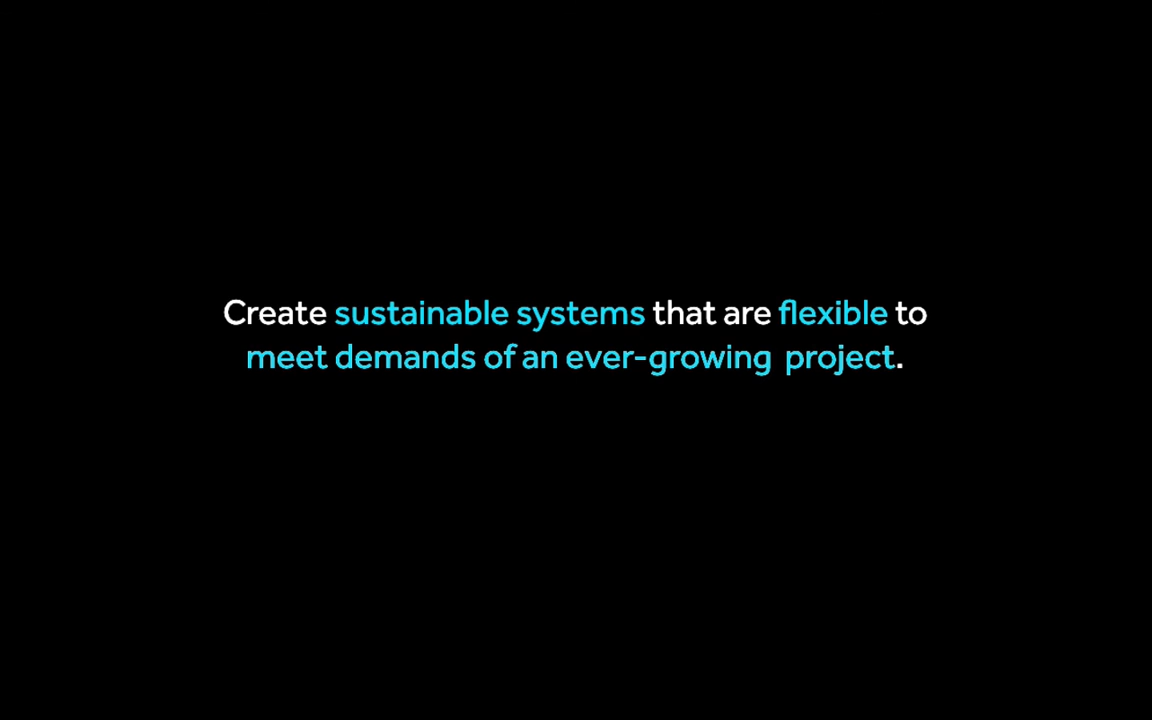 Create sustainable systems that are flexible to
meet demands of an ever-growing  project.